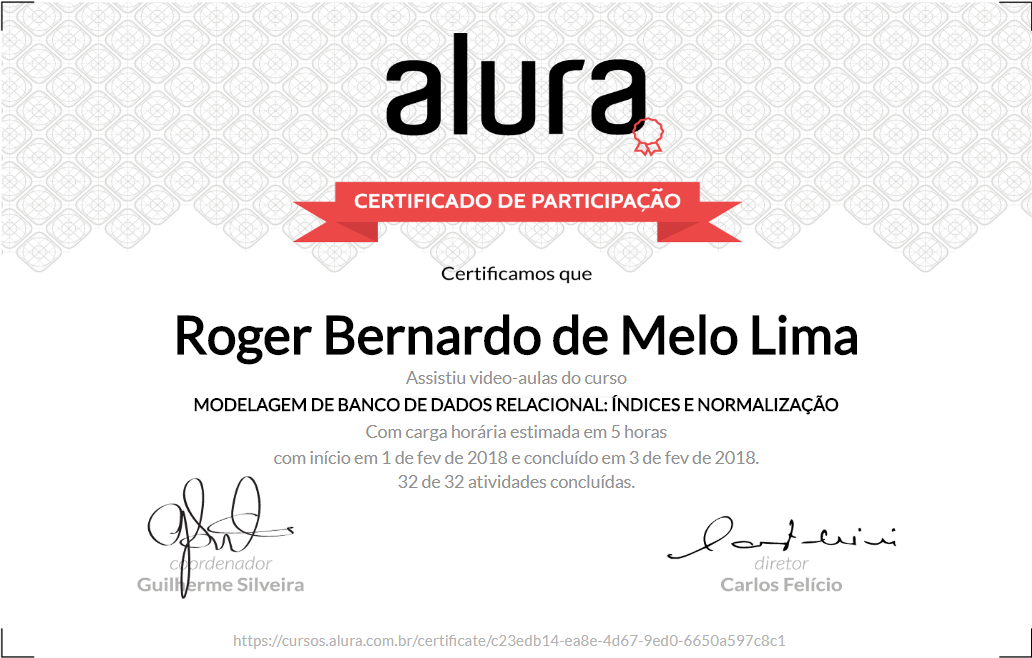 alura
CERTIFICADO DE PARTICIPAÇÃO
Certificamos que
Roger Bernardo de Melo Lima
Assistiu video-aulas do curso
MODELAGEM DE BANCO DE DADOS RELACIONAL: ÍNDICES E NORMALIZAÇÃO
Com carga horária estimada em 5 horas
com início em 1 de fev de 2018 e concluído em 3 de fev de 2018.
32 de 32 atividades concluídas.
coordenador
Guilherme Silveira
diretor
Carlos Felício
https://cursos.alura.com.br/certificate/c23edb14-ea8e-4d67-9ed0-6650a597c8c1